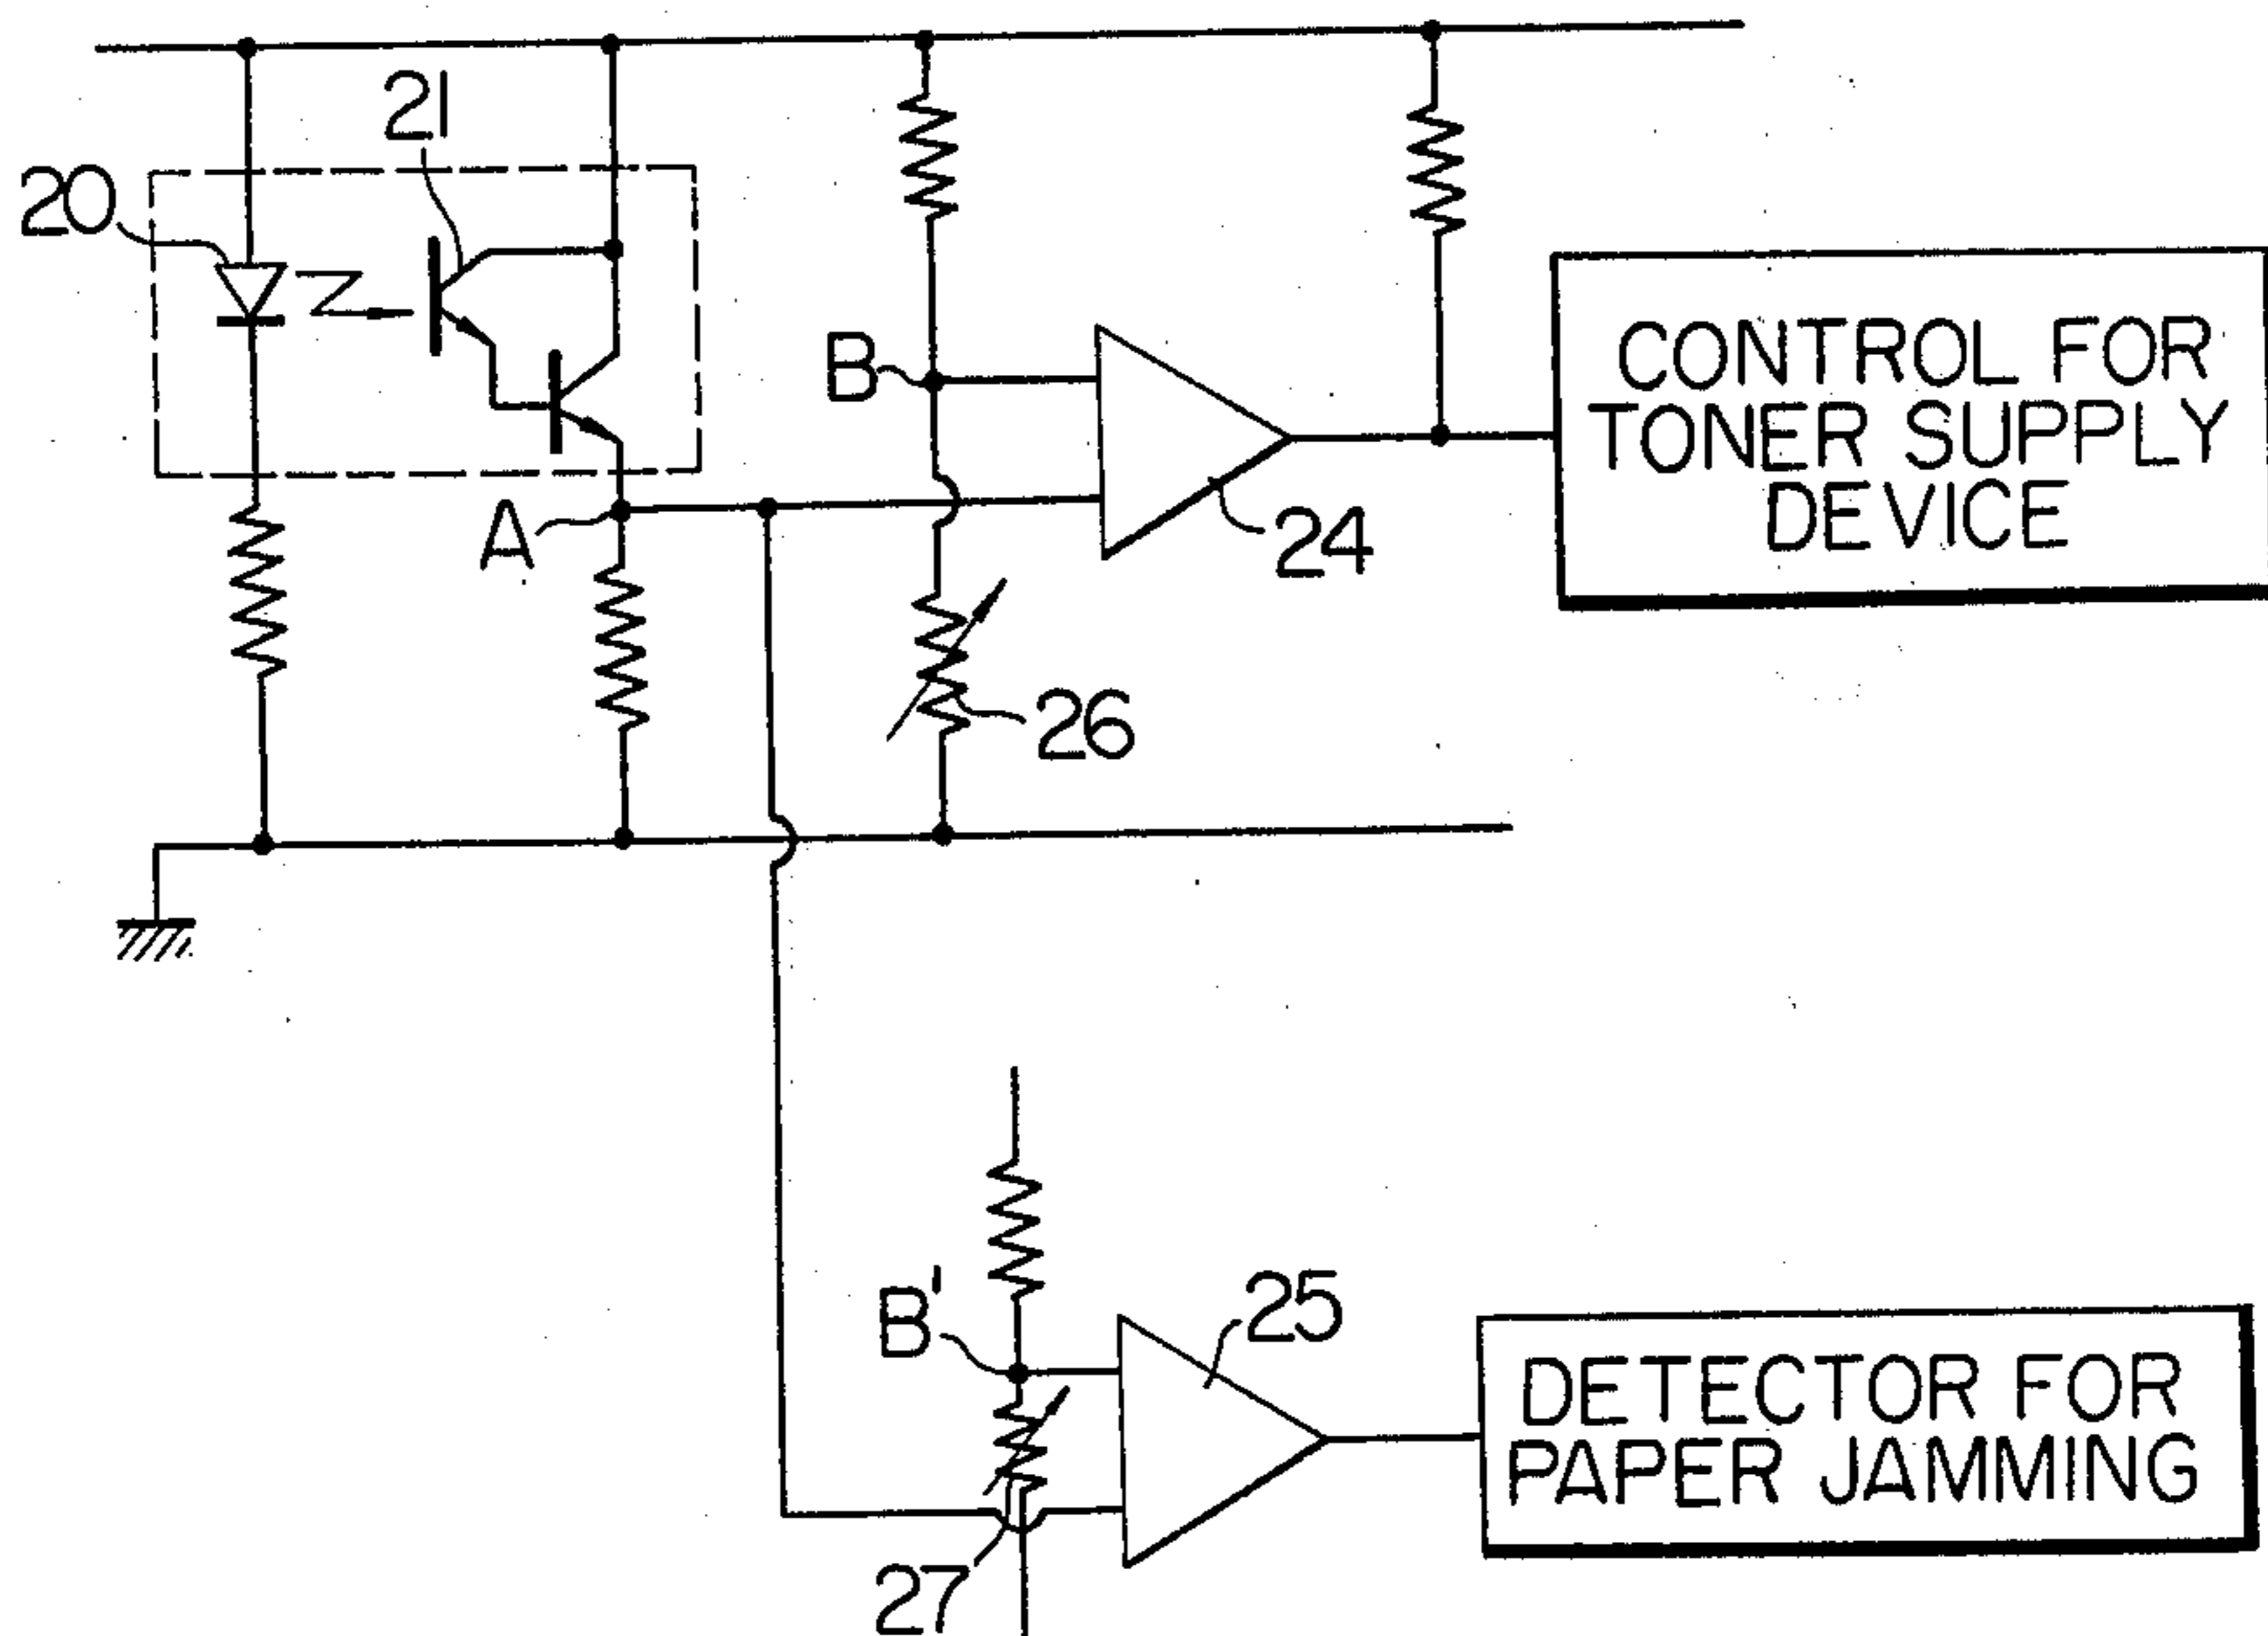 21
20
B
CONTROL FOR
TONER SUPPLY
DEVICE
A
24
26
B'
25
DETECTOR FOR
PAPER JAMMING
27